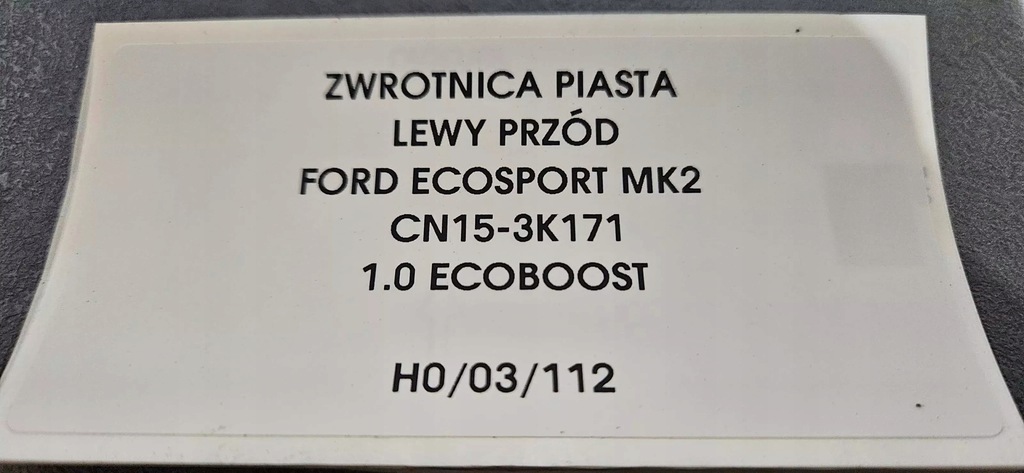 ZWROTNICA PIASTA
LEWY PRZÓD
FORD ECOSPORT MK2
CN15-3K171
1.0 ECOBOOST
H0/03/112